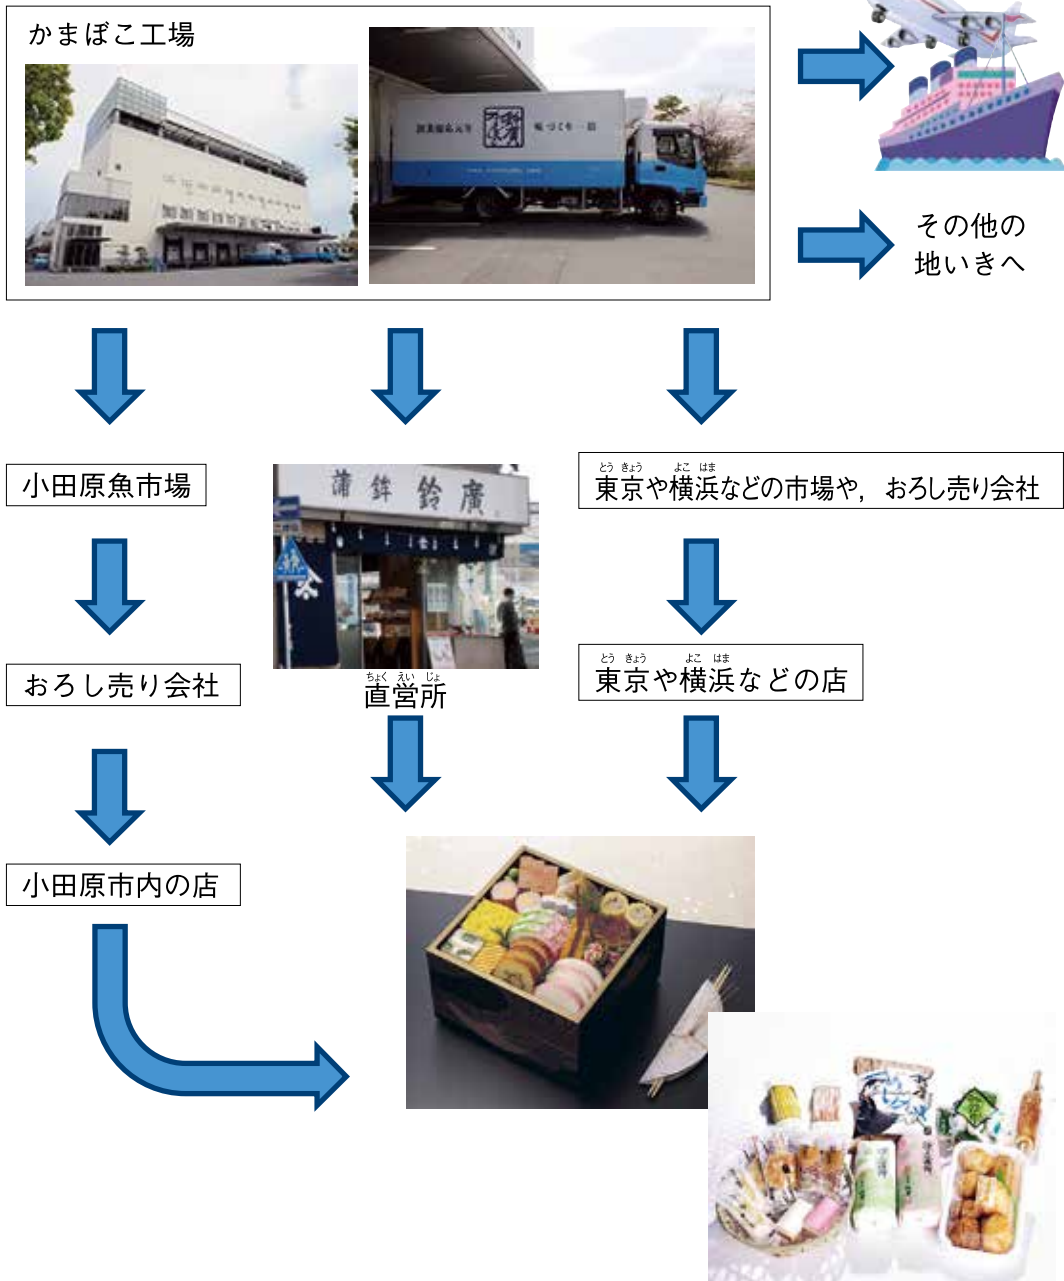 かまぼこ工場
その他の
地いきへ
小田原魚市場
蒲鉾 鈴廣
とう きょう よこ はま
東京や横浜などの市場や，おろし売り会社
おろし売り会社
ちょく えい じょ
直営所
とう きょう よこ はま
東京や横浜などの店
小田原市内の店